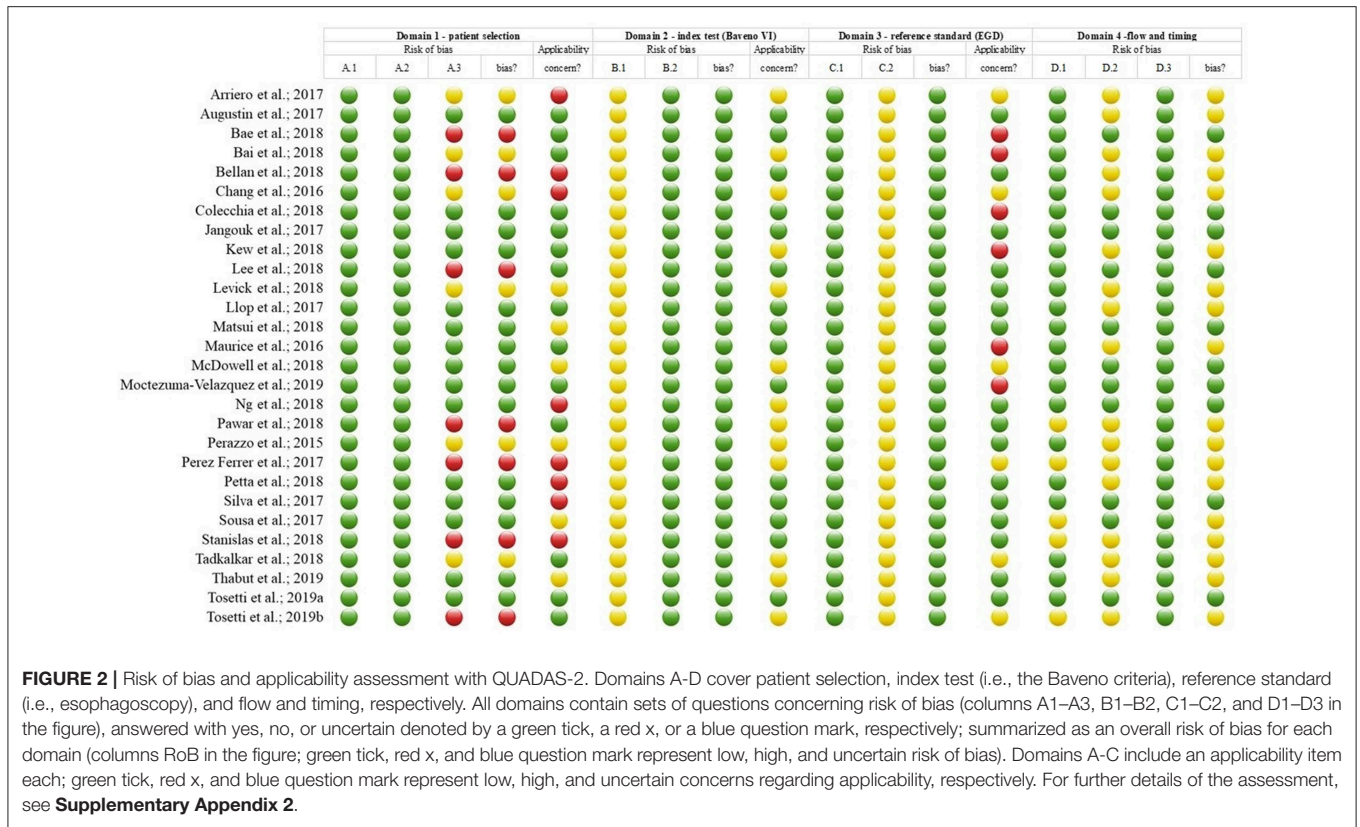 Domain 1 - patient selection Domain 2 - index test (Baveno VI) Domain 3 - reference standard (EGD) Domain 4 -flow and timing
Risk of bias Applicability Risk of bias Applicability Risk of bias Applicability Risk of bias
A.1 A.2 A.3 bias? concern? B.1 B.2 bias? concern? C.1 C.2 bias? concern? D.1 D.2 D.3 bias?
Arriero et al.; 2017
Augustin et al.; 2017
Bae et al.; 2018
Bai et al.; 2018
Bellan et al.; 2018
Chang et al.; 2016
Colecchia et al.; 2018
Jangouk et al.; 2017
Kew et al.; 2018
Lee et al.; 2018
Levick et al.; 2018
Llop et al.; 2017
Matsui et al.; 2018
Maurice et al.; 2016
McDowell et al.; 2018
Moctezuma-Velazquez et al.; 2019
Ng et al.; 2018
Pawar et al.; 2018
Perazzo et al.; 2015
Perez Ferrer et al.; 2017
Petta et al.; 2018
Silva et al.; 2017
Sousa et al.; 2017
Stanislas et al.; 2018
Tadkalkar et al.; 2018
Thabut et al.; 2019
Tosetti et al.; 2019a
Tosetti et al.; 2019b
FIGURE 2 | Risk of bias and applicability assessment with QUADAS-2. Domains A-D cover patient selection, index test (i.e., the Baveno criteria), reference standard
(i.e., esophagoscopy), and flow and timing, respectively. All domains contain sets of questions concerning risk of bias (columns A1–A3, B1–B2, C1–C2, and D1–D3 in
the figure), answered with yes, no, or uncertain denoted by a green tick, a red x, or a blue question mark, respectively; summarized as an overall risk of bias for each
domain (columns RoB in the figure; green tick, red x, and blue question mark represent low, high, and uncertain risk of bias). Domains A-C include an applicability item
each; green tick, red x, and blue question mark represent low, high, and uncertain concerns regarding applicability, respectively. For further details of the assessment,
see Supplementary Appendix 2.